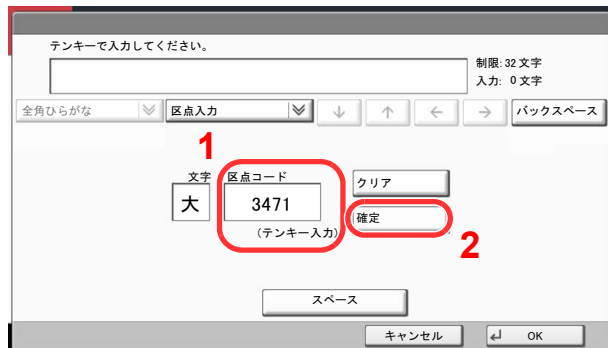 テンキーで入力してください。
制限: 32 文字
入力: 0 文字
全角ひらがな 区点入力 ↓ ↑ ← → バックスペース
1
文字 区点コード
クリア
大 3471
確定
(テンキー入力)
2
スペース
キャンセル OK